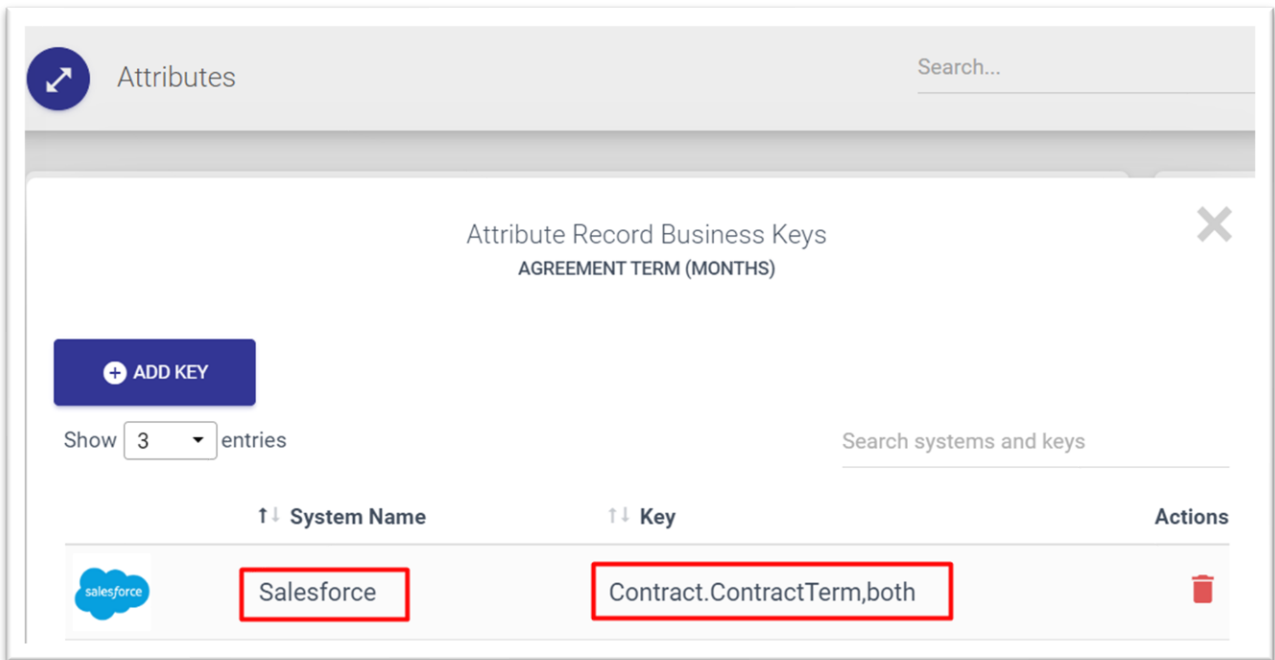 Attributes
Search...
Attribute Record Business Keys
AGREEMENT TERM (MONTHS)
ADD KEY
Show 3 entries
Search systems and keys
System Name Key Actions
salesforce Salesforce Contract.ContractTerm,both